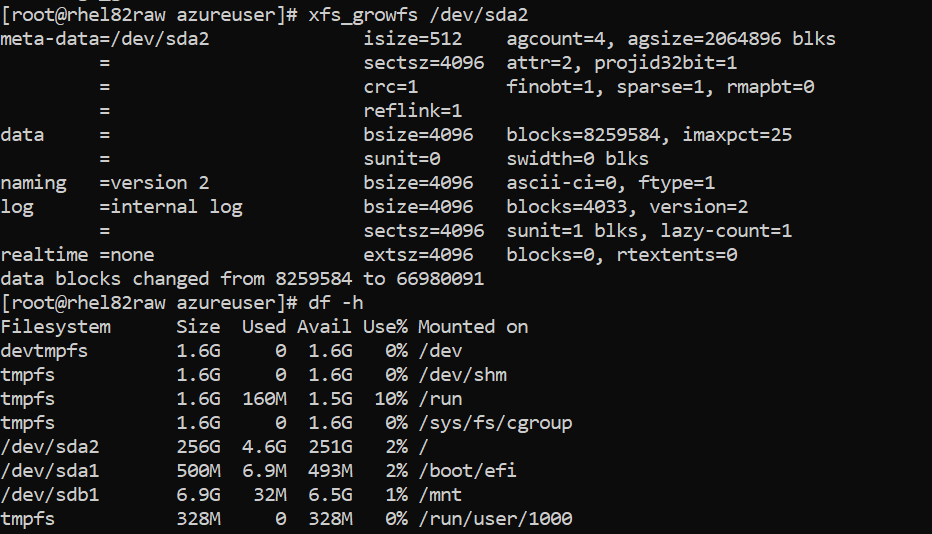 [root@rhel82raw azureuser]# xfs_growfs /dev/sda2
meta-data=/dev/sda2              isize=512    agcount=4, agsize=2064896 blks
         =                       sectsz=4096  attr=2, projid32bit=1
         =                       crc=1        finobt=1, sparse=1, rmapbt=0
         =                       reflink=1
data     =                       bsize=4096   blocks=8259584, imaxpct=25
         =                       sunit=0      swidth=0 blks
naming   =version 2              bsize=4096   ascii-ci=0, ftype=1
log      =internal log           bsize=4096   blocks=4033, version=2
         =                       sectsz=4096  sunit=1 blks, lazy-count=1
realtime =none                   extsz=4096   blocks=0, rtextents=0
data blocks changed from 8259584 to 66980091
[root@rhel82raw azureuser]# df -h
Filesystem      Size  Used Avail Use% Mounted on
devtmpfs        1.6G     0  1.6G   0% /dev
tmpfs           1.6G     0  1.6G   0% /dev/shm
tmpfs           1.6G  160M  1.5G  10% /run
tmpfs           1.6G     0  1.6G   0% /sys/fs/cgroup
/dev/sda2       256G  4.6G  251G   2% /
/dev/sda1       500M  6.9M  493M   2% /boot/efi
/dev/sdb1       6.9G   32M  6.5G   1% /mnt
tmpfs           328M     0  328M   0% /run/user/1000